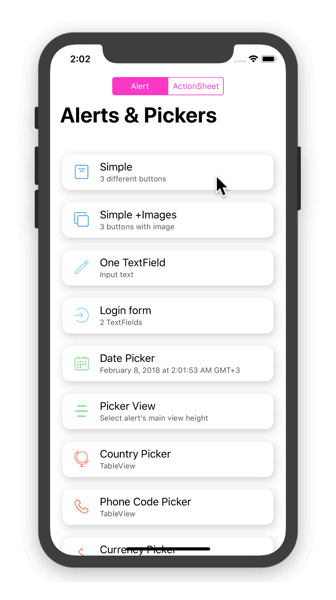 2:02
Alert ActionSheet
Alerts & Pickers
Simple
3 different buttons
Simple +Images
3 buttons with image
One TextField
Input text
Login form
2 TextFields
Date Picker
February 8, 2018 at 2:01:53 AM GMT+3
Picker View
Select alert's main view height
Country Picker
TableView
Phone Code Picker
TableView
Currency Picker